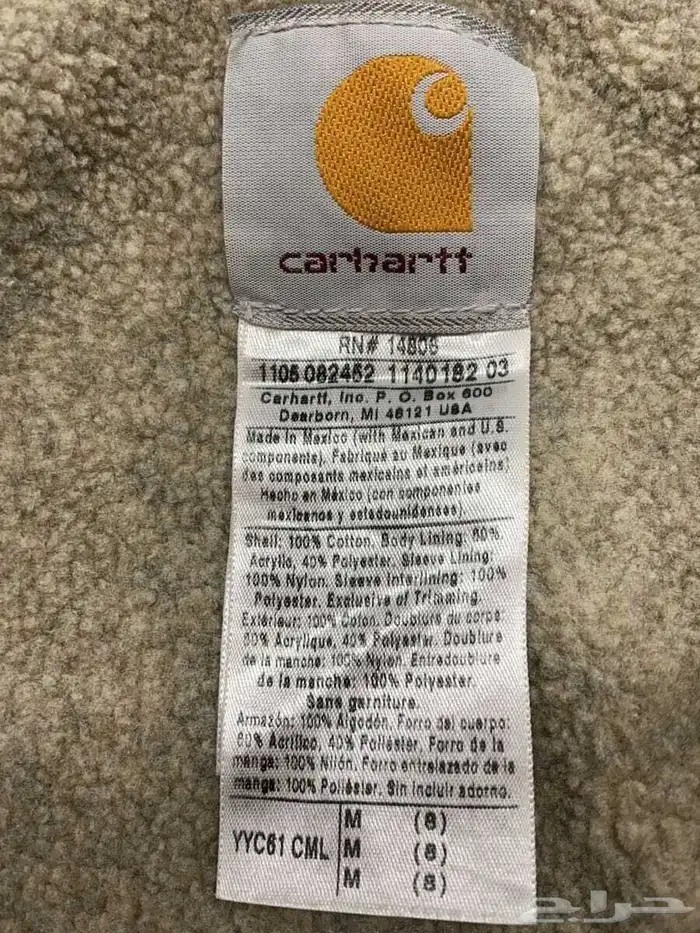 carhartt
RN# 14806
1105 082452 1140182 03
Carhartt, Inc. P. O. Box 600
Dearborn, MI 48121 USA
Made in Mexico (with Mexican and U.S.
components). Fabriqué au Mexique (avec
des composants mexicains et américains)
Hecho en México (con componentes
mexicanos y estadounidenses).
Shell: 100% Cotton. Body Lining: 60%
Acrylic, 40% Polyester. Sleeve Lining:
100% Nylon. Sleeve Interlining: 100%
Polyester. Exclusive of Trimming.
Extérieur: 100% Coton. Doublure du corps:
60% Acrylique, 40% Polyester. Doublure
de la manche: 100% Nylon. Entredoublure
de la manche: 100% Polyester.
Sans garniture.
Armazón: 100% Algodón. Forro del cuerpo:
60% Acrílico, 40% Poliéster. Forro de la
manga: 100% Nilón. Forro entrelazado de la
manga: 100% Poliéster. Sin incluir adorno.
YYC61 CML
M (8)
M (8)
M (8)
حراج